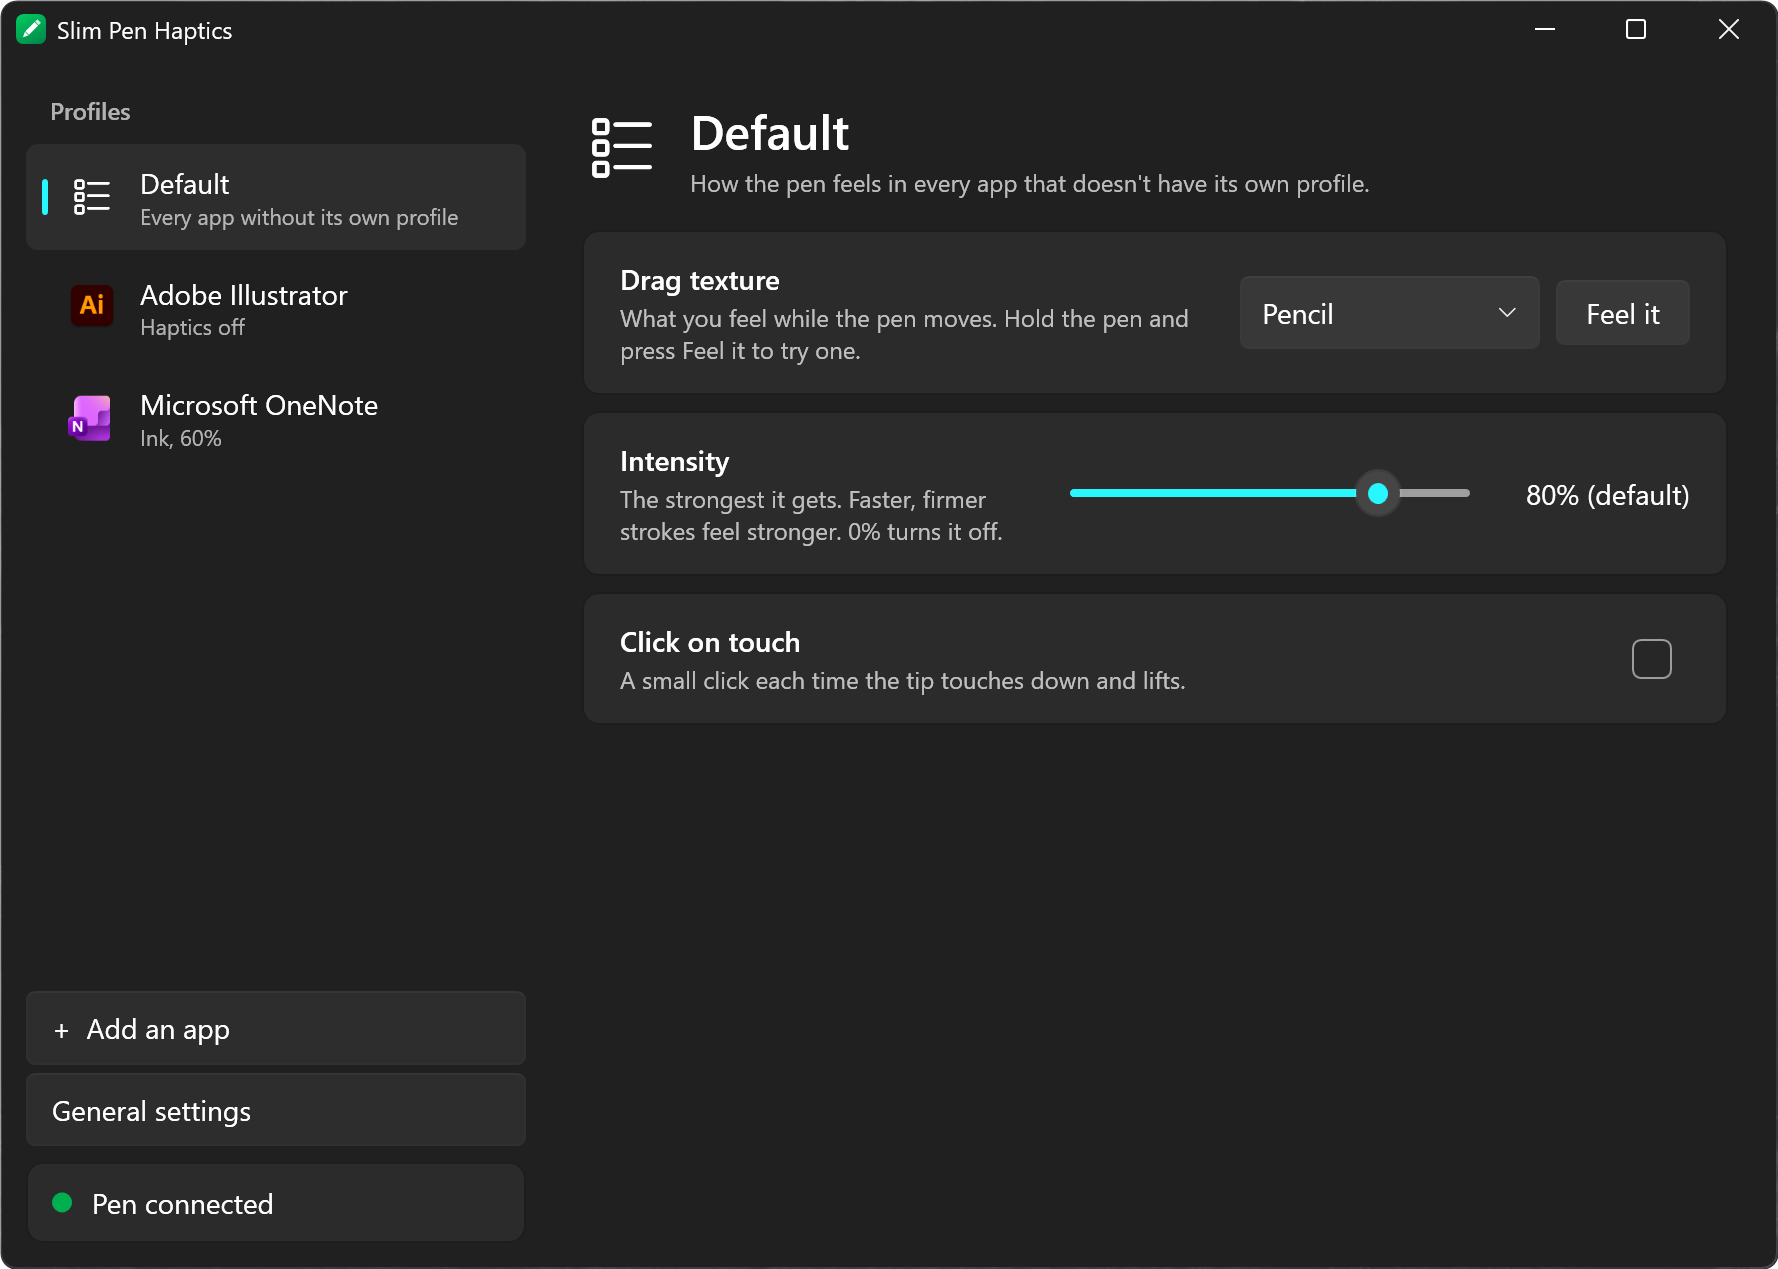 Slim Pen Haptics
Profiles
Default
Every app without its own profile
Ai
Adobe Illustrator
Haptics off
N
Microsoft OneNote
Ink, 60%
+ Add an app
General settings
Pen connected
Default
How the pen feels in every app that doesn't have its own profile.
Drag texture
What you feel while the pen moves. Hold the pen and
press Feel it to try one.
Pencil
Feel it
Intensity
The strongest it gets. Faster, firmer
strokes feel stronger. 0% turns it off.
80% (default)
Click on touch
A small click each time the tip touches down and lifts.